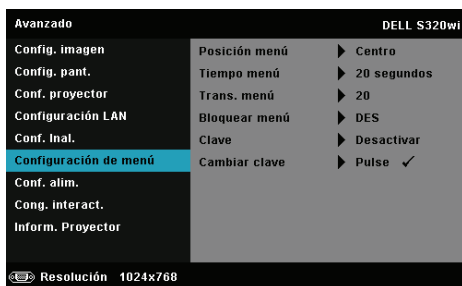 Avanzado DELL S320wi
Config. imagen Posición menú Centro
Config. pant. Tiempo menú 20 segundos
Conf. proyector Trans. menú 20
Configuración LAN Bloquear menú DES
Conf. Inal. Clave Desactivar
Configuración de menú Cambiar clave Pulse ✓
Conf. alim.
Cong. interact.
Inform. Proyector
Resolución 1024x768